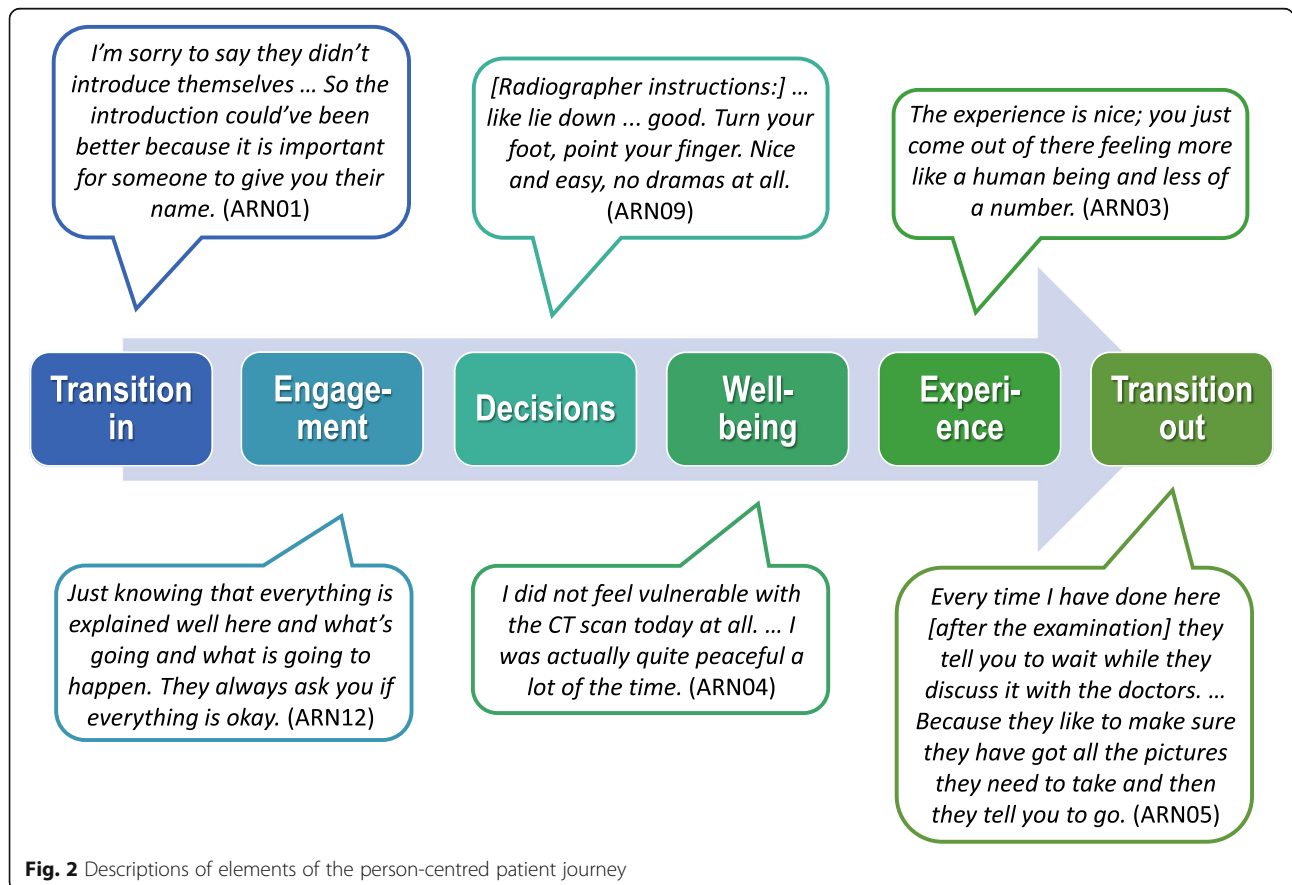 I'm sorry to say they didn't
introduce themselves … So the
introduction could've been
better because it is important
for someone to give you their
name. (ARN01)
[Radiographer instructions:] …
like lie down ... good. Turn your
foot, point your finger. Nice
and easy, no dramas at all.
(ARN09)
The experience is nice; you just
come out of there feeling more
like a human being and less of
a number. (ARN03)
Transition
in
Engage-
ment
Decisions
Well-
being
Experi-
ence
Transition
out
Just knowing that everything is
explained well here and what's
going and what is going to
happen. They always ask you if
everything is okay. (ARN12)
I did not feel vulnerable with
the CT scan today at all. … I
was actually quite peaceful a
lot of the time. (ARN04)
Every time I have done here
[after the examination] they
tell you to wait while they
discuss it with the doctors. …
Because they like to make sure
they have got all the pictures
they need to take and then
they tell you to go. (ARN05)
Fig. 2 Descriptions of elements of the person-centred patient journey